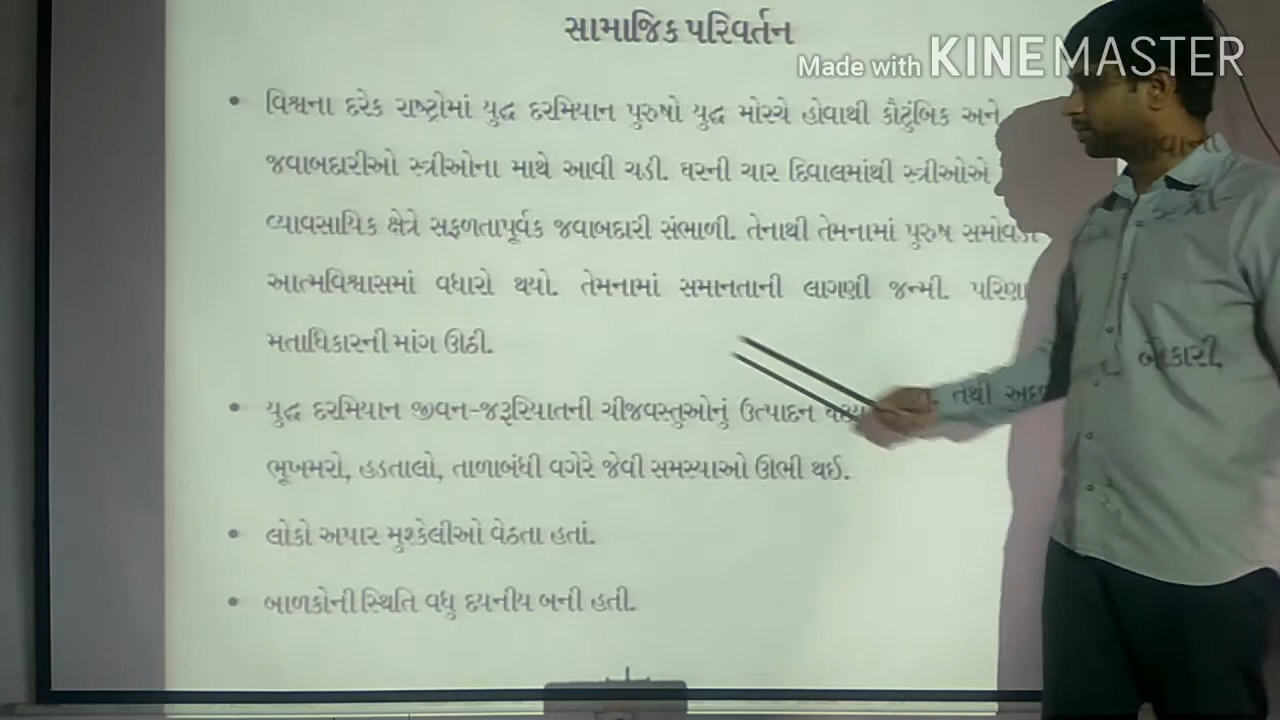 સામાજિક પરિવર્તન
Made with KINEMASTER
• વિશ્વના દરેક રાષ્ટ્રોમાં યુદ્ધ દરમિયાન પુરુષો યુદ્ધ મોરચે હોવાથી કૌટુંબિક અને
જવાબદારીઓ સ્ત્રીઓના માથે આવી ચડી. ઘરની ચાર દિવાલમાંથી સ્ત્રીઓએ
વ્યાવસાયિક ક્ષેત્રે સફળતાપૂર્વક જવાબદારી સંભાળી. તેનાથી તેમનામાં પુરુષ
આત્મવિશ્વાસમાં વધારો થયો. તેમનામાં સમાનતાની લાગણી જન્મી.
મતાધિકારની માંગ ઊઠી.
• યુદ્ધ દરમિયાન જીવન-જરૂરિયાતની ચીજવસ્તુઓનું ઉત્પાદન બેકારી,
ભૂખમરો, હડતાલો, તાળાબંધી વગેરે જેવી સમસ્યાઓ ઊભી થઈ.
• લોકો અપાર મુશ્કેલીઓ વેઠતા હતાં.
• બાળકોની સ્થિતિ વધુ દયનીય બની હતી.